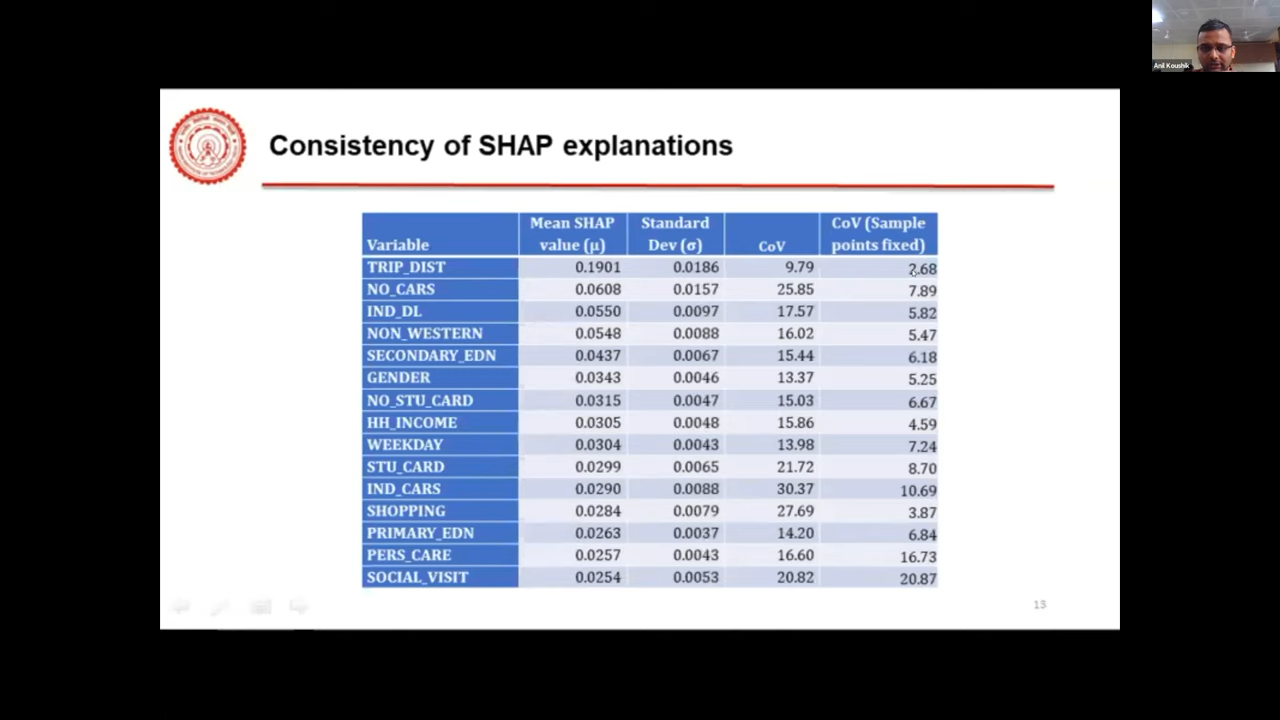 Anil Koushik
Consistency of SHAP explanations
Variable Mean SHAP value (μ) Standard Dev (σ) CoV CoV (Sample points fixed)
TRIP_DIST 0.1901 0.0186 9.79 2.68
NO_CARS 0.0608 0.0157 25.85 7.89
IND_DL 0.0550 0.0097 17.57 5.82
NON_WESTERN 0.0548 0.0088 16.02 5.47
SECONDARY_EDN 0.0437 0.0067 15.44 6.18
GENDER 0.0343 0.0046 13.37 5.25
NO_STU_CARD 0.0315 0.0047 15.03 6.67
HH_INCOME 0.0305 0.0048 15.86 4.59
WEEKDAY 0.0304 0.0043 13.98 7.24
STU_CARD 0.0299 0.0065 21.72 8.70
IND_CARS 0.0290 0.0088 30.37 10.69
SHOPPING 0.0284 0.0079 27.69 3.87
PRIMARY_EDN 0.0263 0.0037 14.20 6.84
PERS_CARE 0.0257 0.0043 16.60 16.73
SOCIAL_VISIT 0.0254 0.0053 20.82 20.87
13